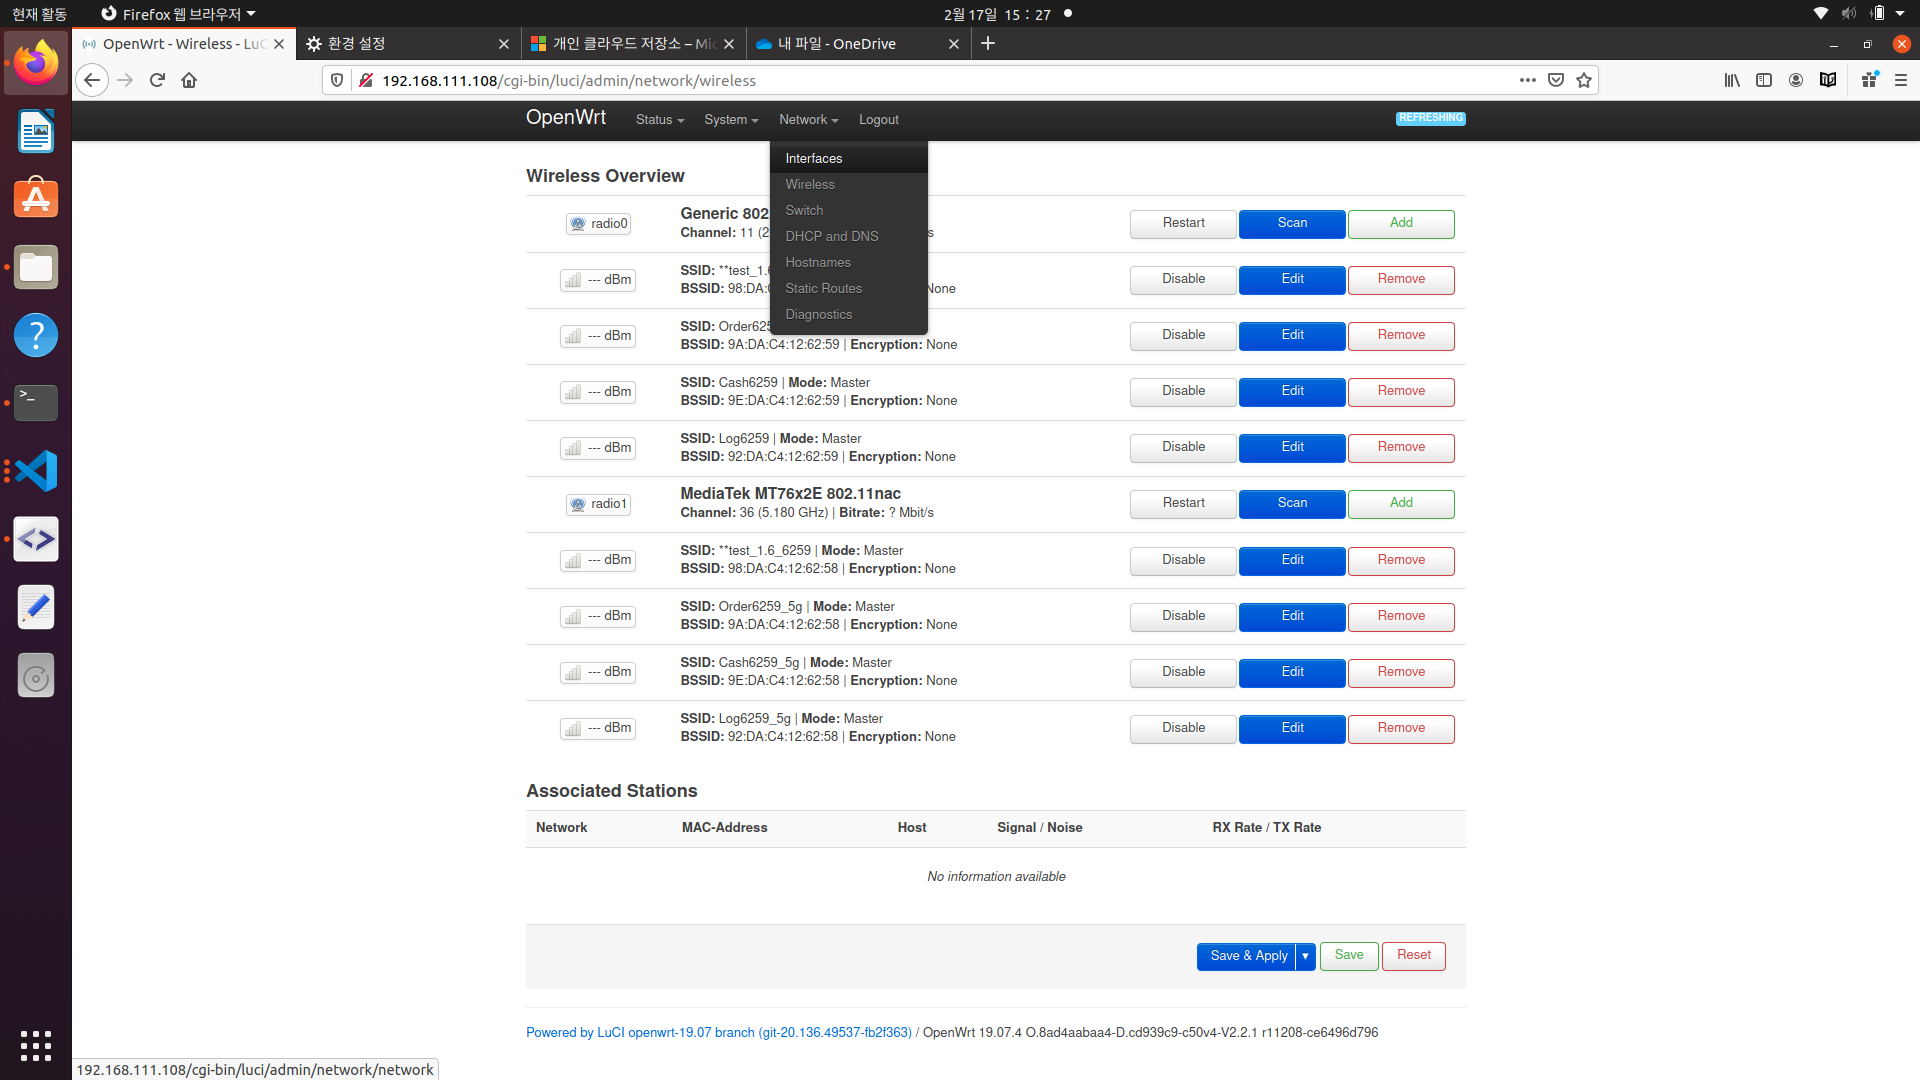 현재 활동
Firefox 웹 브라우저
2월 17일 15 : 27
OpenWrt - Wireless - LuC
환경 설정
개인 클라우드 저장소 – Mic
내 파일 - OneDrive
192.168.111.108/cgi-bin/luci/admin/network/wireless
OpenWrt
Status
System
Network
Logout
REFRESHING
Interfaces
Wireless
Switch
DHCP and DNS
Hostnames
Static Routes
Diagnostics
Wireless Overview
radio0
Generic 802
Channel: 11 (2
s
Restart
Scan
Add
--- dBm
SSID: **test_1.6
BSSID: 98:DA:C
None
Disable
Edit
Remove
--- dBm
SSID: Order625
BSSID: 9A:DA:C4:12:62:59 | Encryption: None
Disable
Edit
Remove
--- dBm
SSID: Cash6259 | Mode: Master
BSSID: 9E:DA:C4:12:62:59 | Encryption: None
Disable
Edit
Remove
--- dBm
SSID: Log6259 | Mode: Master
BSSID: 92:DA:C4:12:62:59 | Encryption: None
Disable
Edit
Remove
radio1
MediaTek MT76x2E 802.11nac
Channel: 36 (5.180 GHz) | Bitrate: ? Mbit/s
Restart
Scan
Add
--- dBm
SSID: **test_1.6_6259 | Mode: Master
BSSID: 98:DA:C4:12:62:58 | Encryption: None
Disable
Edit
Remove
--- dBm
SSID: Order6259_5g | Mode: Master
BSSID: 9A:DA:C4:12:62:58 | Encryption: None
Disable
Edit
Remove
--- dBm
SSID: Cash6259_5g | Mode: Master
BSSID: 9E:DA:C4:12:62:58 | Encryption: None
Disable
Edit
Remove
--- dBm
SSID: Log6259_5g | Mode: Master
BSSID: 92:DA:C4:12:62:58 | Encryption: None
Disable
Edit
Remove
Associated Stations
Network
MAC-Address
Host
Signal / Noise
RX Rate / TX Rate
No information available
Save & Apply
Save
Reset
Powered by LuCI openwrt-19.07 branch (git-20.136.49537-fb2f363) / OpenWrt 19.07.4 O.8ad4aabaa4-D.cd939c9-c50v4-V2.2.1 r11208-ce6496d796
192.168.111.108/cgi-bin/luci/admin/network/network